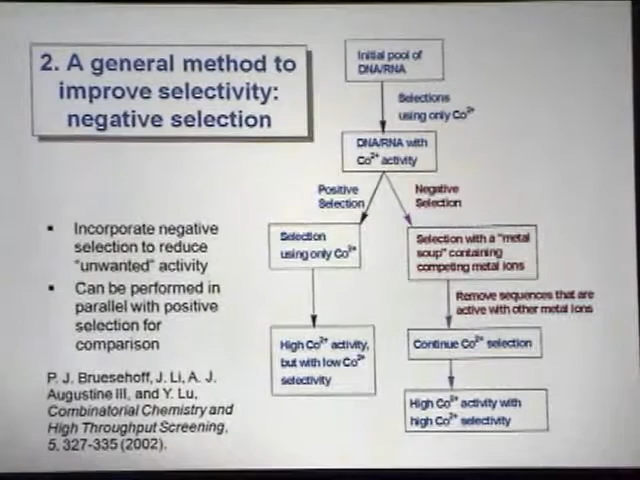 2. A general method to
improve selectivity:
negative selection
▪ Incorporate negative
selection to reduce
"unwanted" activity
▪ Can be performed in
parallel with positive
selection for
comparison
P. J. Bruesehoff, J. Li, A. J.
Augustine III, and Y. Lu,
Combinatorial Chemistry and
High Throughput Screening,
5, 327-335 (2002).
Initial pool of
DNA/RNA
Selections
using only Co²⁺
DNA/RNA with
Co²⁺ activity
Positive
Selection
Negative
Selection
Selection
using only Co²⁺
Selection with a "metal
soup" containing
competing metal ions
Remove sequences that are
active with other metal ions
High Co²⁺ activity,
but with low Co²⁺
selectivity
Continue Co²⁺ selection
High Co²⁺ activity with
high Co²⁺ selectivity